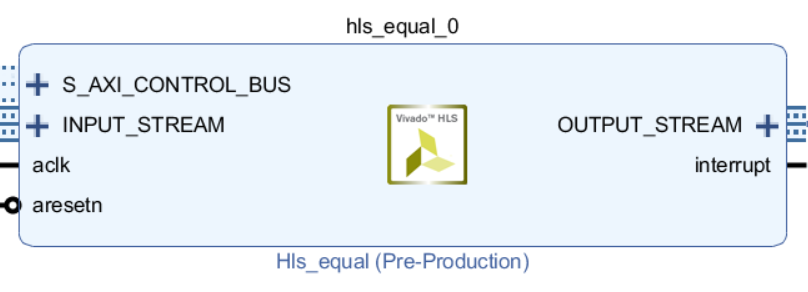 hls_equal_0
S_AXI_CONTROL_BUS
INPUT_STREAM
aclk
aresetn
Vivado™ HLS
OUTPUT_STREAM
interrupt
Hls_equal (Pre-Production)